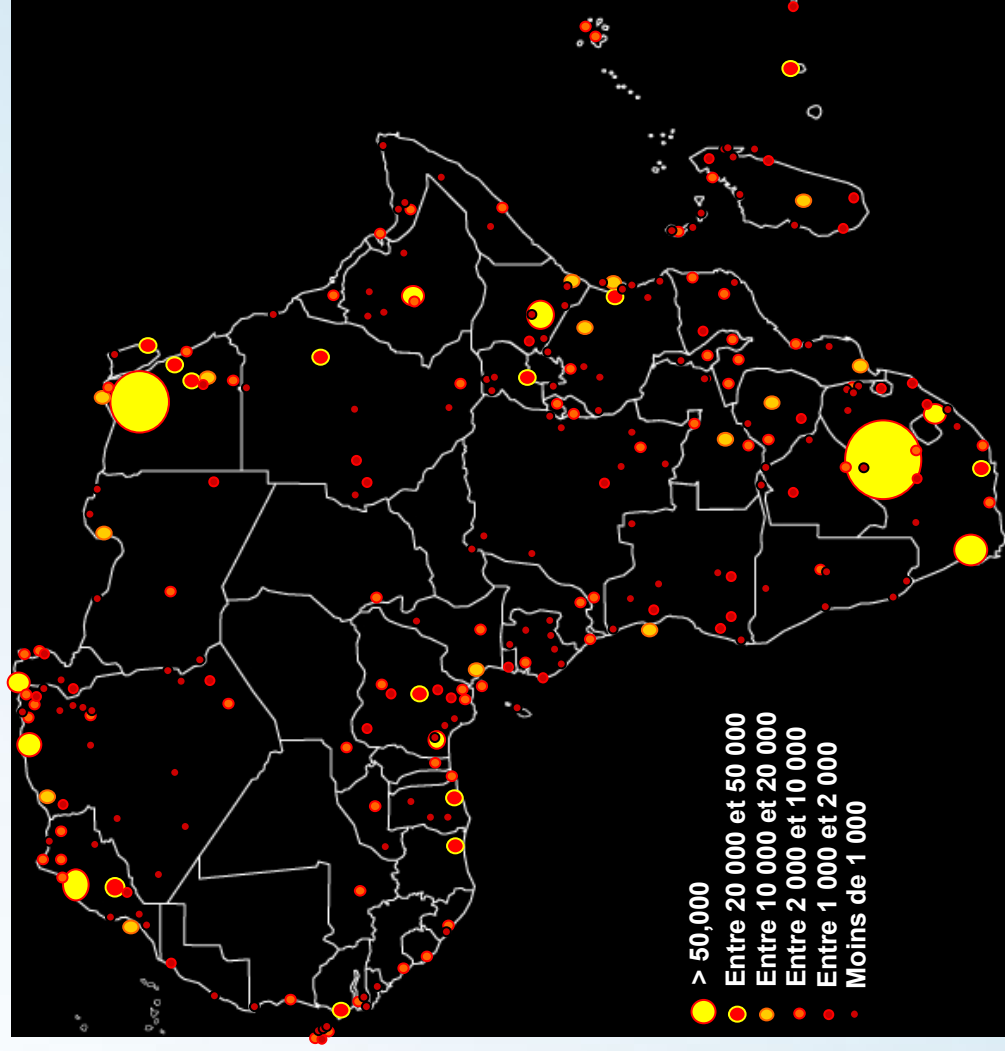 > 50,000
Entre 20 000 et 50 000
Entre 10 000 et 20 000
Entre 2 000 et 10 000
Entre 1 000 et 2 000
Moins de 1 000